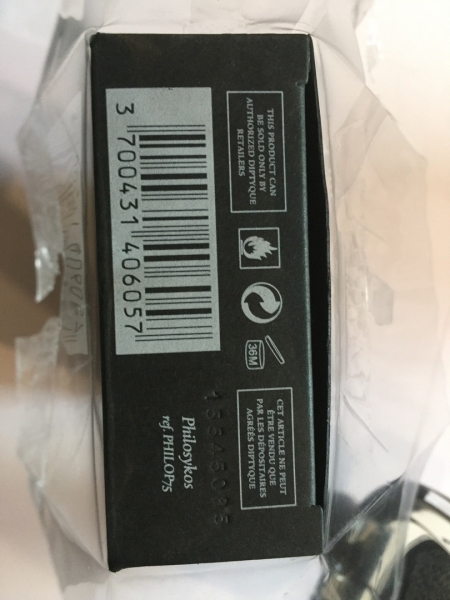 THIS PRODUCT CAN
BE SOLD ONLY BY
AUTHORIZED DIPTYQUE
RETAILERS
36M
CET ARTICLE NE PEUT
ÊTRE VENDU QUE
PAR LES DÉPOSITAIRES
AGRÉÉS DIPTYQUE
3 700431 406057
Philosykos
ref. PHILOP75